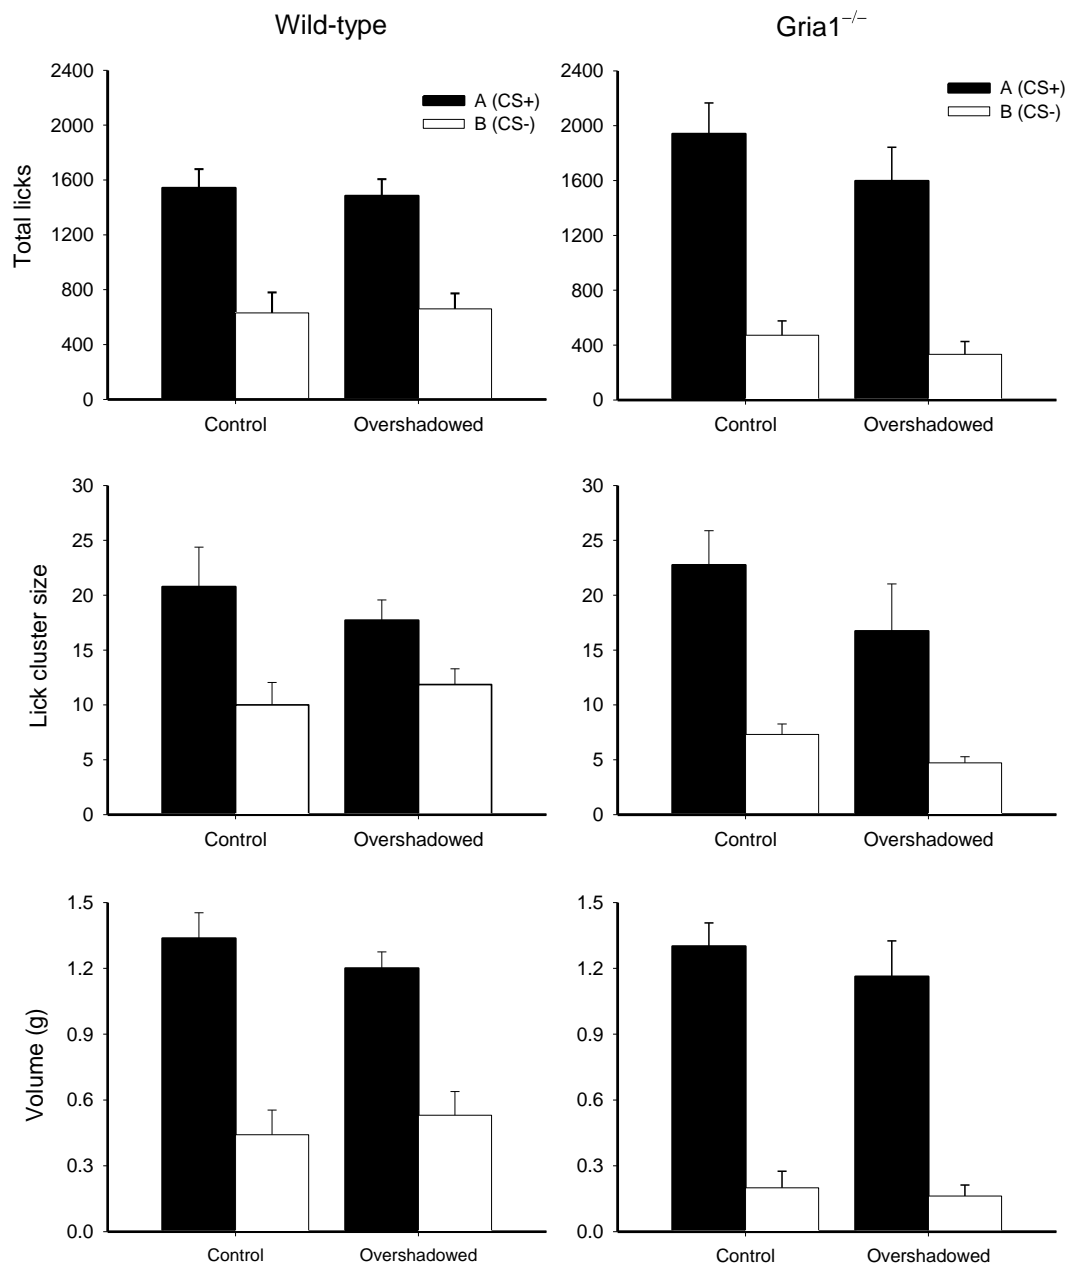 Wild-type
Gria1−/−
Total licks
2400
2000
1600
1200
800
400
0
A (CS+)
B (CS-)
Control
Overshadowed
2400
2000
1600
1200
800
400
0
A (CS+)
B (CS-)
Control
Overshadowed
Lick cluster size
30
25
20
15
10
5
0
Control
Overshadowed
30
25
20
15
10
5
0
Control
Overshadowed
Volume (g)
1.5
1.2
0.9
0.6
0.3
0.0
Control
Overshadowed
1.5
1.2
0.9
0.6
0.3
0.0
Control
Overshadowed